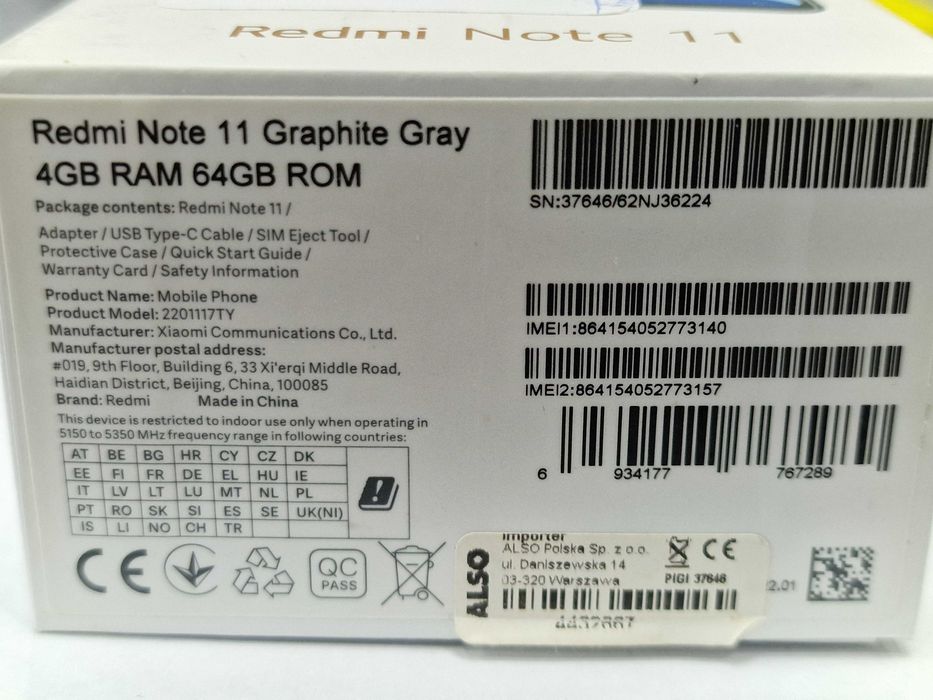 Redmi Note 11
Redmi Note 11 Graphite Gray
4GB RAM 64GB ROM
Package contents: Redmi Note 11 /
Adapter / USB Type-C Cable / SIM Eject Tool /
Protective Case / Quick Start Guide /
Warranty Card / Safety Information
Product Name: Mobile Phone
Product Model: 2201117TY
Manufacturer: Xiaomi Communications Co., Ltd.
Manufacturer postal address:
#019, 9th Floor, Building 6, 33 Xi'erqi Middle Road,
Haidian District, Beijing, China, 100085
Brand: Redmi Made in China
This device is restricted to indoor use only when operating in
5150 to 5350 MHz frequency range in following countries:
AT BE BG HR CY CZ DK
EE FI FR DE EL HU IE
IT LV LT LU MT NL PL
PT RO SK SI ES SE UK(NI)
IS LI NO CH TR
CE
QC
PASS
SN:37646/62NJ36224
IMEI1:864154052773140
IMEI2:864154052773157
6 934177 767289
ALSO
Importer
ALSO Polska Sp. z o.o.
ul. Daniszewska 14
03-320 Warszawa
CE
PIGI 37646
2.01